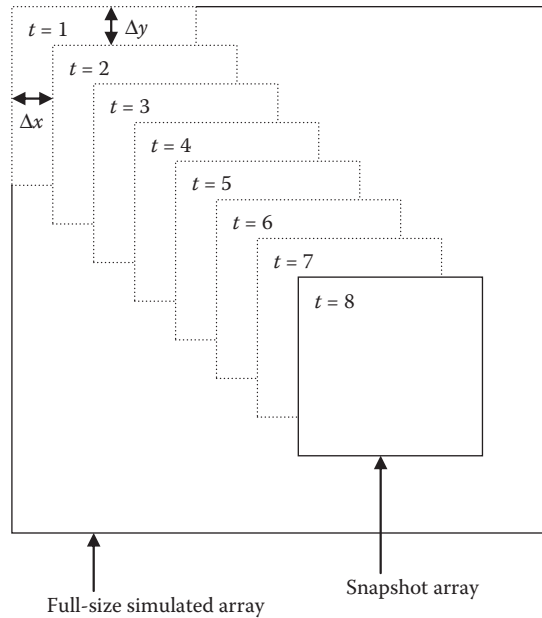 t = 1
Δy
t = 2
Δx
t = 3
t = 4
t = 5
t = 6
t = 7
t = 8
Snapshot array
Full-size simulated array